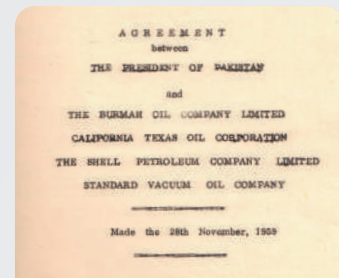 AGREEMENT
between
THE PRESIDENT OF PAKISTAN
and
THE BURMAH OIL COMPANY LIMITED
CALIFORNIA TEXAS OIL CORPORATION
THE SHELL PETROLEUM COMPANY LIMITED
STANDARD VACUUM OIL COMPANY
Made the 28th November, 1959